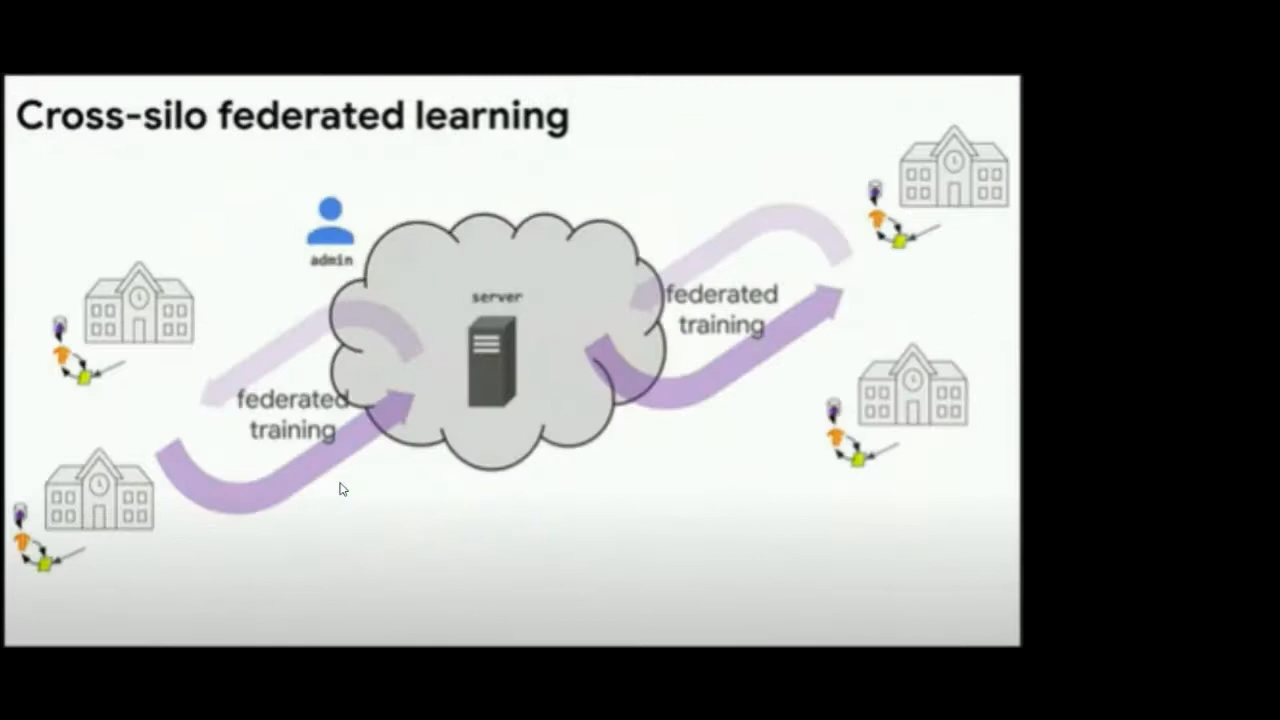 Cross-silo federated learning
admin
server
federated
training
federated
training